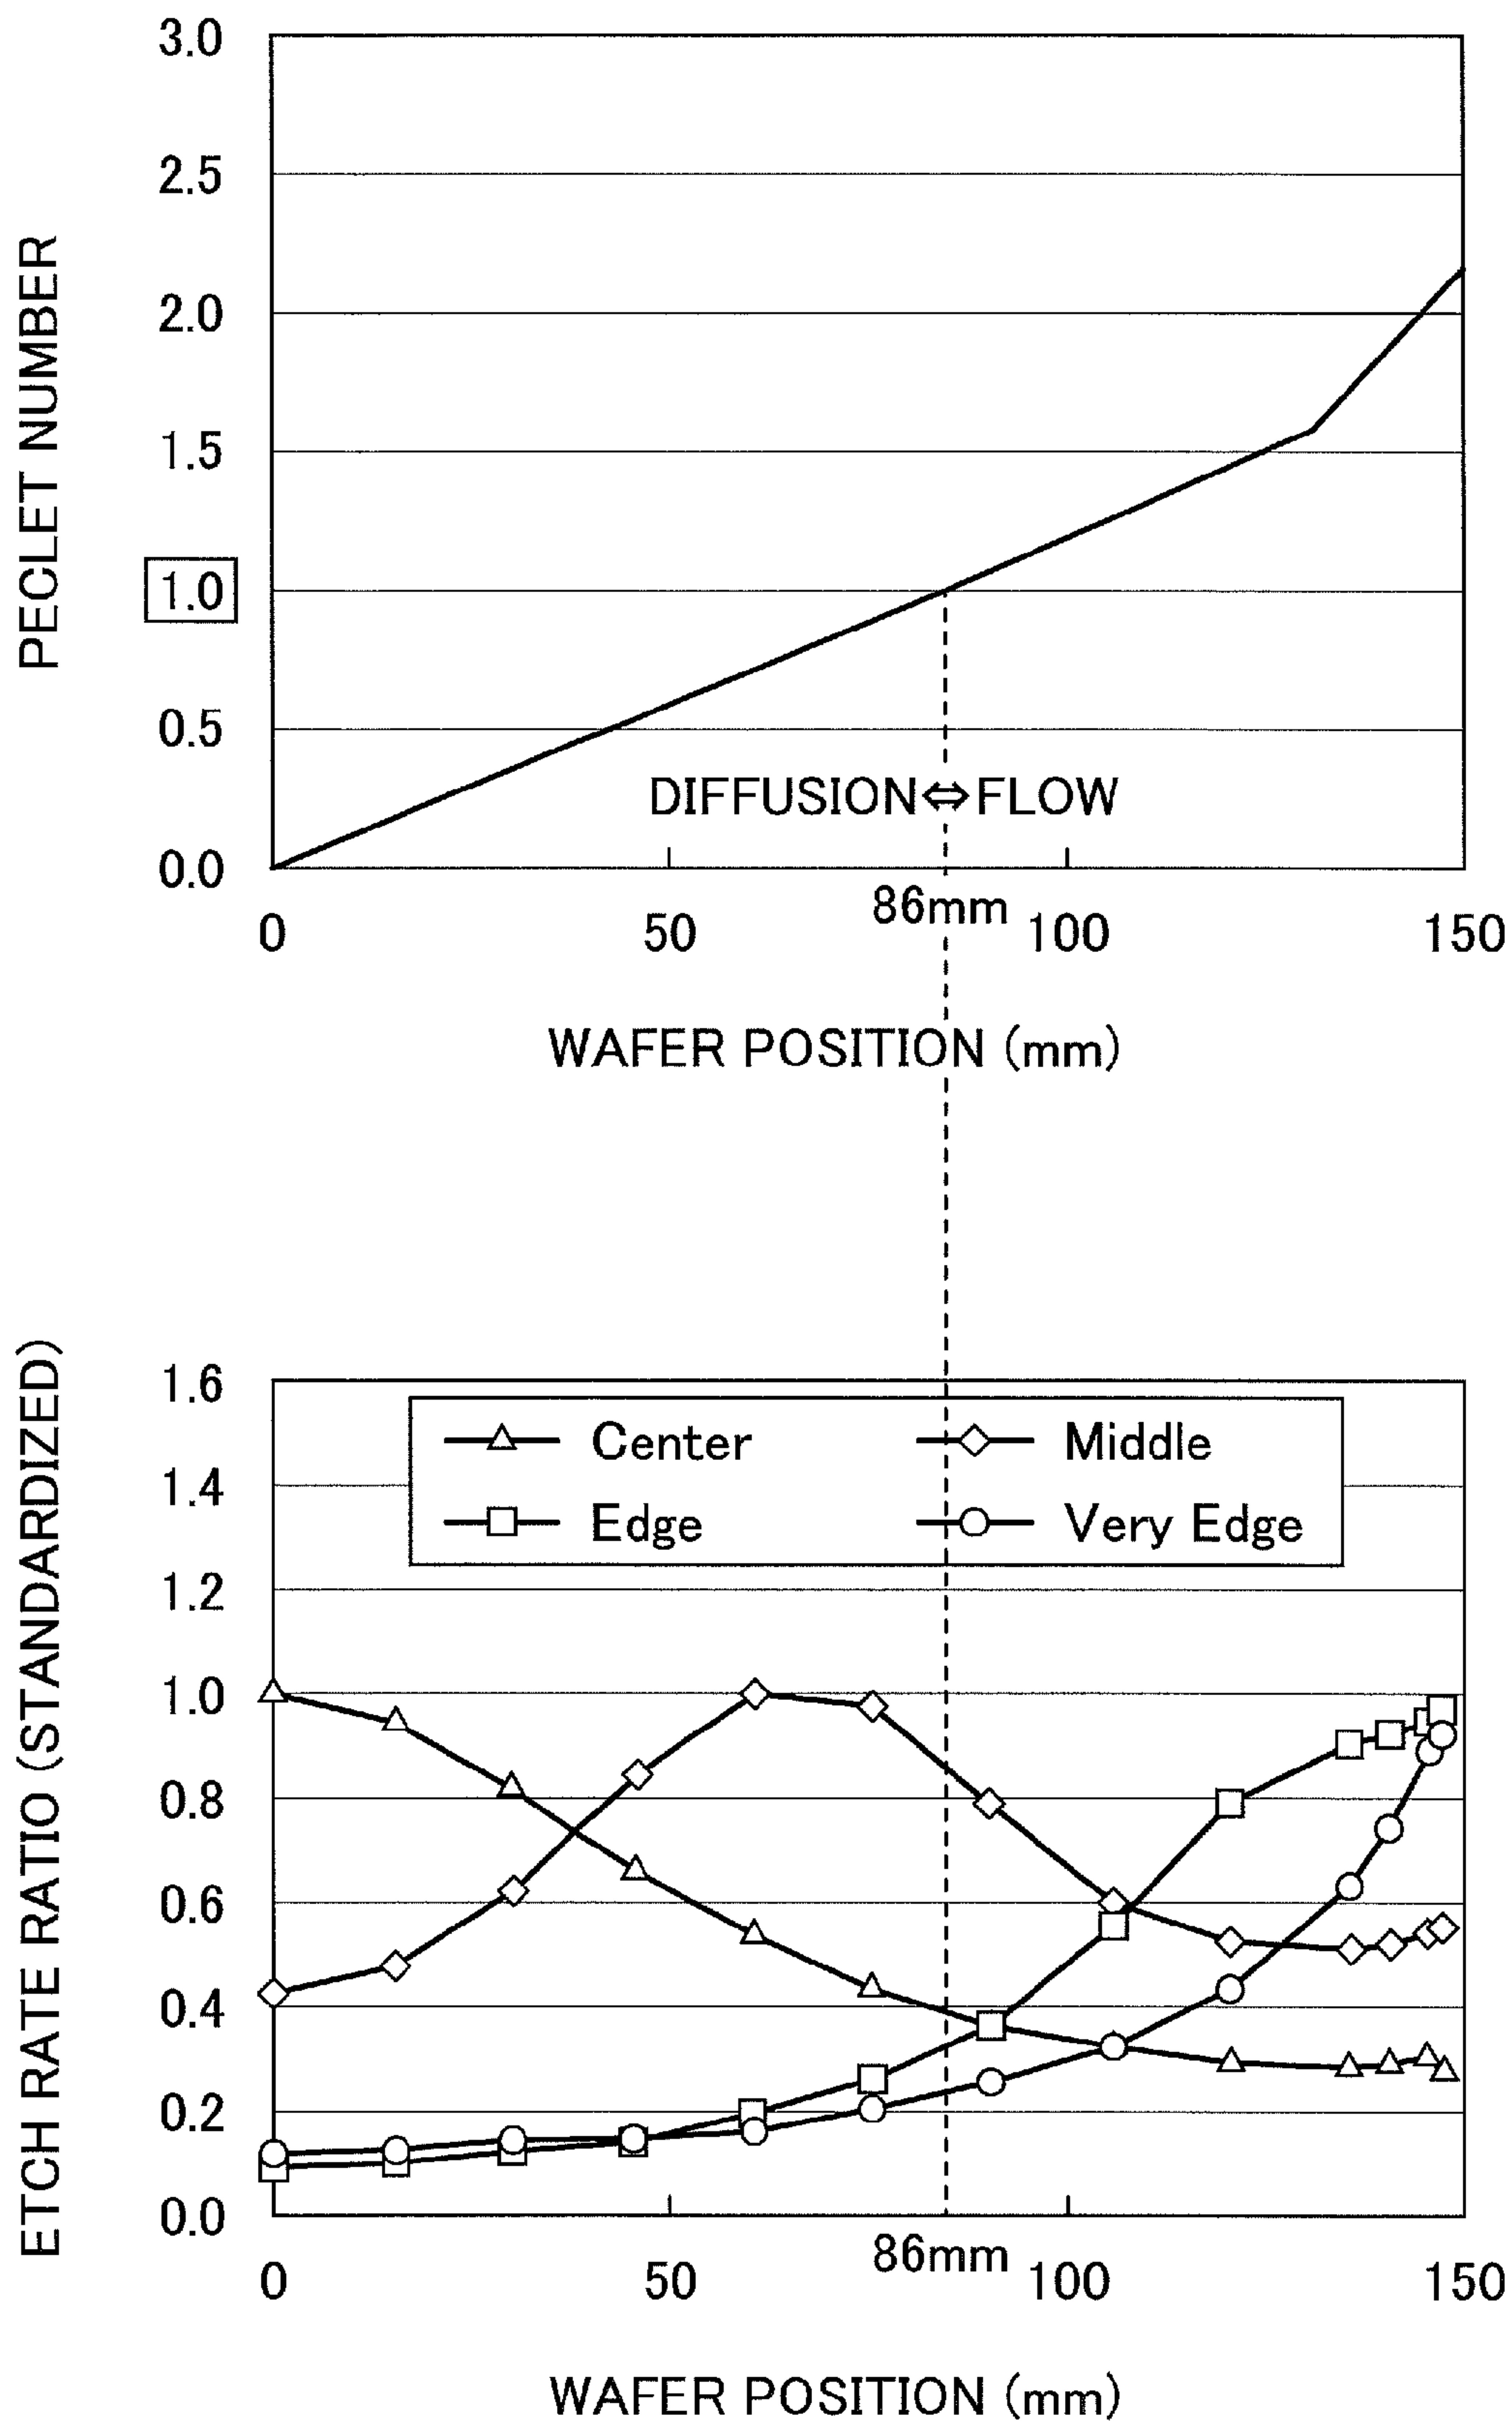 PECLET NUMBER
3.0
2.5
2.0
1.5
1.0
0.5
0.0
DIFFUSION⇔FLOW
0 50 86mm 100 150
WAFER POSITION (mm)
ETCH RATE RATIO (STANDARDIZED)
1.6
1.4
1.2
1.0
0.8
0.6
0.4
0.2
0.0
Center Middle
Edge Very Edge
0 50 86mm 100 150
WAFER POSITION (mm)